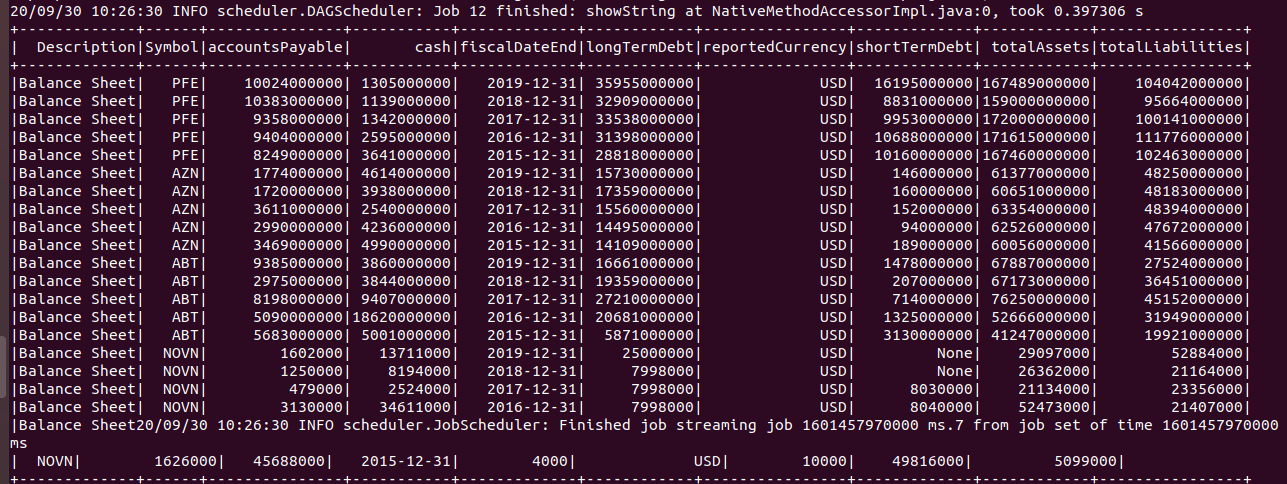 20/09/30 10:26:30 INFO scheduler.DAGScheduler: Job 12 finished: showString at NativeMethodAccessorImpl.java:0, took 0.397306 s
+-------------+------+---------------+-----------+----------------+------------+----------------+-------------+------------+----------------+
|  Description|Symbol|accountsPayable|       cash|fiscalDateEnd|longTermDebt|reportedCurrency|shortTermDebt| totalAssets|totalLiabilities|
+-------------+------+---------------+-----------+-------------+------------+----------------+-------------+------------+----------------+
|Balance Sheet|   PFE|    10024000000| 1305000000|   2019-12-31| 35955000000|             USD|  16195000000|167489000000|    104042000000|
|Balance Sheet|   PFE|    10383000000| 1139000000|   2018-12-31| 32909000000|             USD|   8831000000|159000000000|     95664000000|
|Balance Sheet|   PFE|     9358000000| 1342000000|   2017-12-31| 33538000000|             USD|   9953000000|172000000000|    100141000000|
|Balance Sheet|   PFE|     9404000000| 2595000000|   2016-12-31| 31398000000|             USD|  10688000000|171615000000|    111776000000|
|Balance Sheet|   PFE|     8249000000| 3641000000|   2015-12-31| 28818000000|             USD|  10160000000|167460000000|    102463000000|
|Balance Sheet|   AZN|     1774000000| 4614000000|   2019-12-31| 15730000000|             USD|    146000000| 61377000000|     48250000000|
|Balance Sheet|   AZN|     1720000000| 3938000000|   2018-12-31| 17359000000|             USD|    160000000| 60651000000|     48183000000|
|Balance Sheet|   AZN|     3611000000| 2540000000|   2017-12-31| 15560000000|             USD|    152000000| 63354000000|     48394000000|
|Balance Sheet|   AZN|     2990000000| 4236000000|   2016-12-31| 14495000000|             USD|     94000000| 62526000000|     47672000000|
|Balance Sheet|   AZN|     3469000000| 4990000000|   2015-12-31| 14109000000|             USD|    189000000| 60056000000|     41566000000|
|Balance Sheet|   ABT|     9385000000| 3860000000|   2019-12-31| 16661000000|             USD|   1478000000| 67887000000|     27524000000|
|Balance Sheet|   ABT|     2975000000| 3844000000|   2018-12-31| 19359000000|             USD|    207000000| 67173000000|     36451000000|
|Balance Sheet|   ABT|     8198000000| 9407000000|   2017-12-31| 27210000000|             USD|    714000000| 76250000000|     45152000000|
|Balance Sheet|   ABT|     5090000000|18620000000|   2016-12-31| 20681000000|             USD|   1325000000| 52666000000|     31949000000|
|Balance Sheet|   ABT|     5683000000| 5001000000|   2015-12-31|  5871000000|             USD|   3130000000| 41247000000|     19921000000|
|Balance Sheet|  NOVN|        1602000|   13711000|   2019-12-31|    25000000|             USD|         None|    29097000|        52884000|
|Balance Sheet|  NOVN|        1250000|    8194000|   2018-12-31|     7998000|             USD|         None|    26362000|        21164000|
|Balance Sheet|  NOVN|         479000|    2524000|   2017-12-31|     7998000|             USD|      8030000|    21134000|        23356000|
|Balance Sheet|  NOVN|        3130000|   34611000|   2016-12-31|     7998000|             USD|      8040000|    52473000|        21407000|
|Balance Sheet20/09/30 10:26:30 INFO scheduler.JobScheduler: Finished job streaming job 1601457970000 ms.7 from job set of time 1601457970000
ms
|  NOVN|        1626000|   45688000|   2015-12-31|        4000|             USD|        10000|    49816000|         5099000|
+-------------+------+---------------+-----------+-------------+------------+----------------+-------------+------------+----------------+